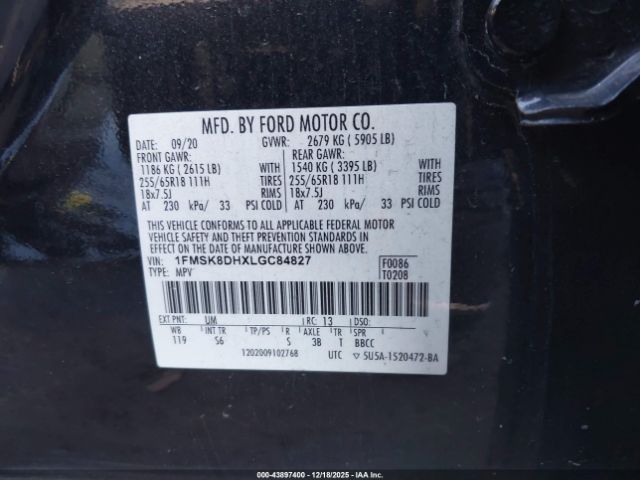 MFD. BY FORD MOTOR CO.
DATE: 09/20 GVWR: 2679 KG ( 5905 LB)
FRONT GAWR: REAR GAWR:
1186 KG ( 2615 LB) WITH 1540 KG ( 3395 LB) WITH
255/65R18 111H TIRES 255/65R18 111H TIRES
18x7.5J RIMS 18x7.5J RIMS
AT 230 kPa/ 33 PSI COLD AT 230 kPa/ 33 PSI COLD
THIS VEHICLE CONFORMS TO ALL APPLICABLE FEDERAL MOTOR
VEHICLE SAFETY AND THEFT PREVENTION STANDARDS IN
EFFECT ON THE DATE OF MANUFACTURE SHOWN ABOVE.
VIN: 1FMSK8DHXLGC84827 F0086
TYPE: MPV T0208
EXT PNT: UM RC: 13 DSO:
WB INT TR TP/PS R AXLE TR SPR
119 S6 S 3B T BBCC
1202009102768 UTC 5U5A-1520472-BA
000-43897400 - 12/18/2025 - IAA Inc.